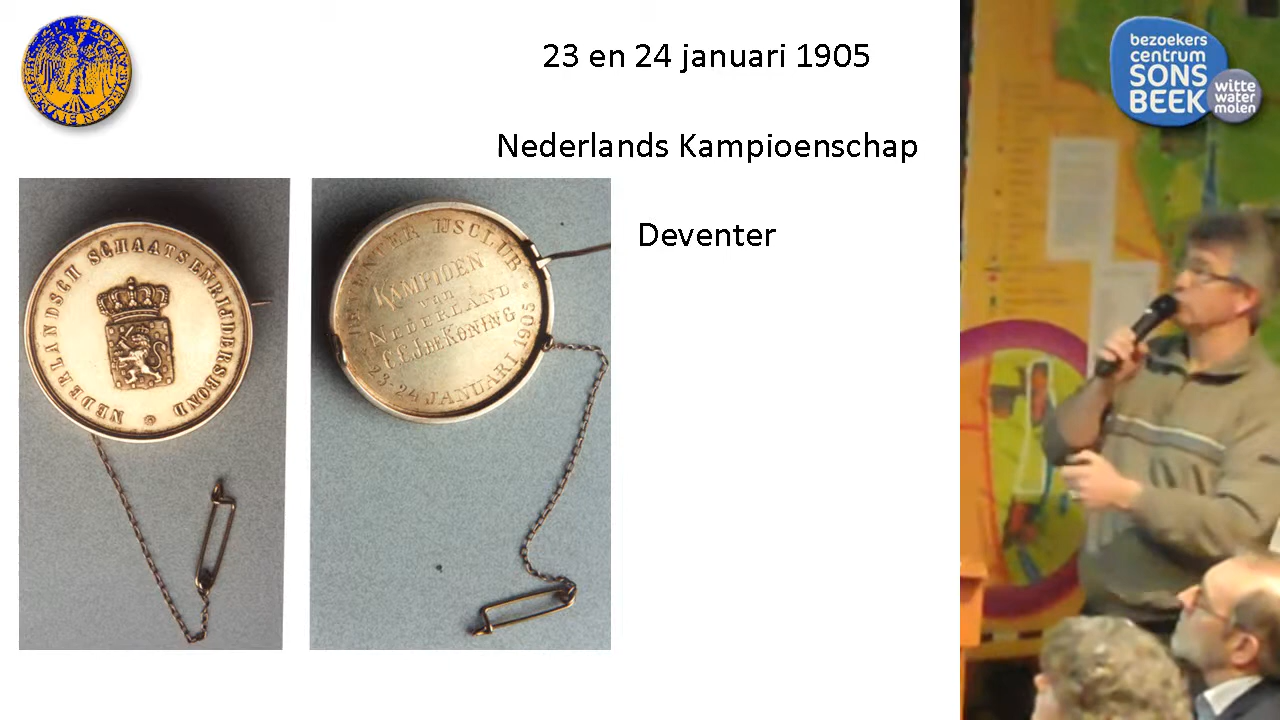 23 en 24 januari 1905
Nederlands Kampioenschap
Deventer
NEDERLANDSCH SCHAATSENRIJDERSBOND
DEVENTER IJSCLUB
KAMPIOEN
van
NEDERLAND
C.C.J. DE KONING
23-24 JANUARI 1905
bezoekers
centrum
SONS
BEEK
witte
water
molen